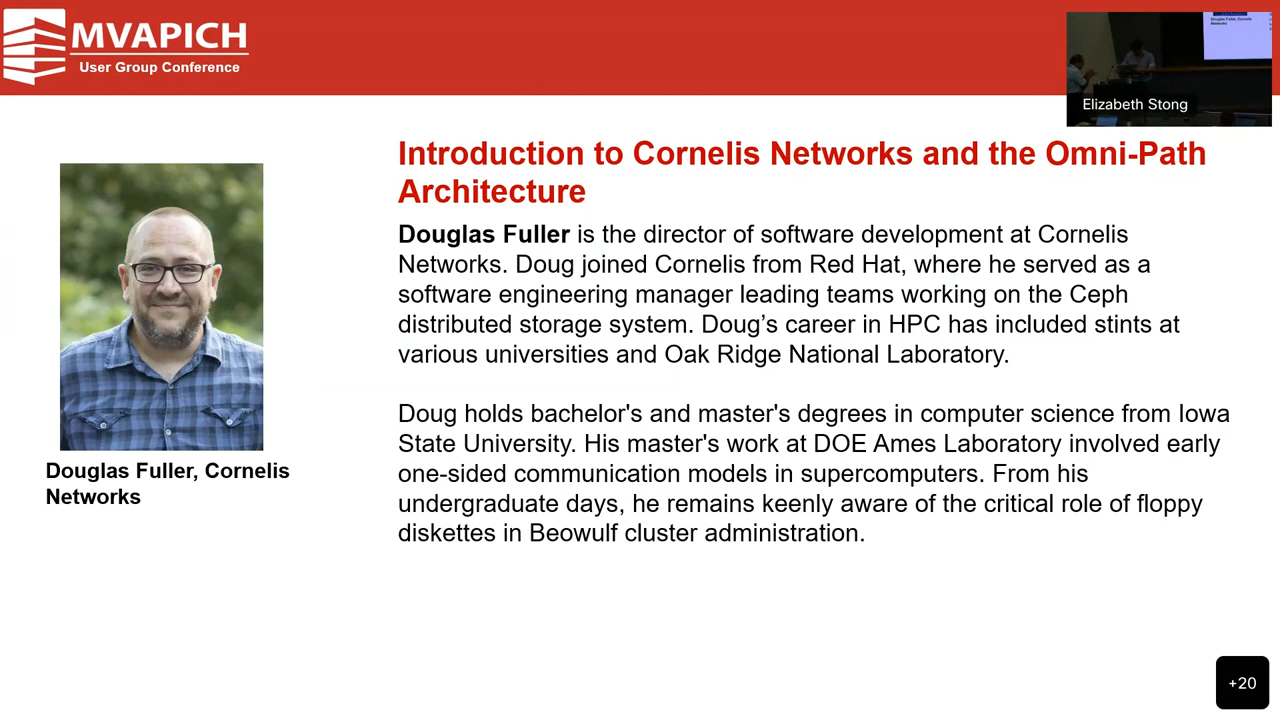 MVAPICH
User Group Conference
Elizabeth Stong
Introduction to Cornelis Networks and the Omni-Path
Architecture
Douglas Fuller is the director of software development at Cornelis
Networks. Doug joined Cornelis from Red Hat, where he served as a
software engineering manager leading teams working on the Ceph
distributed storage system. Doug’s career in HPC has included stints at
various universities and Oak Ridge National Laboratory.
Doug holds bachelor's and master's degrees in computer science from Iowa
State University. His master's work at DOE Ames Laboratory involved early
one-sided communication models in supercomputers. From his
undergraduate days, he remains keenly aware of the critical role of floppy
diskettes in Beowulf cluster administration.
Douglas Fuller, Cornelis
Networks
+20